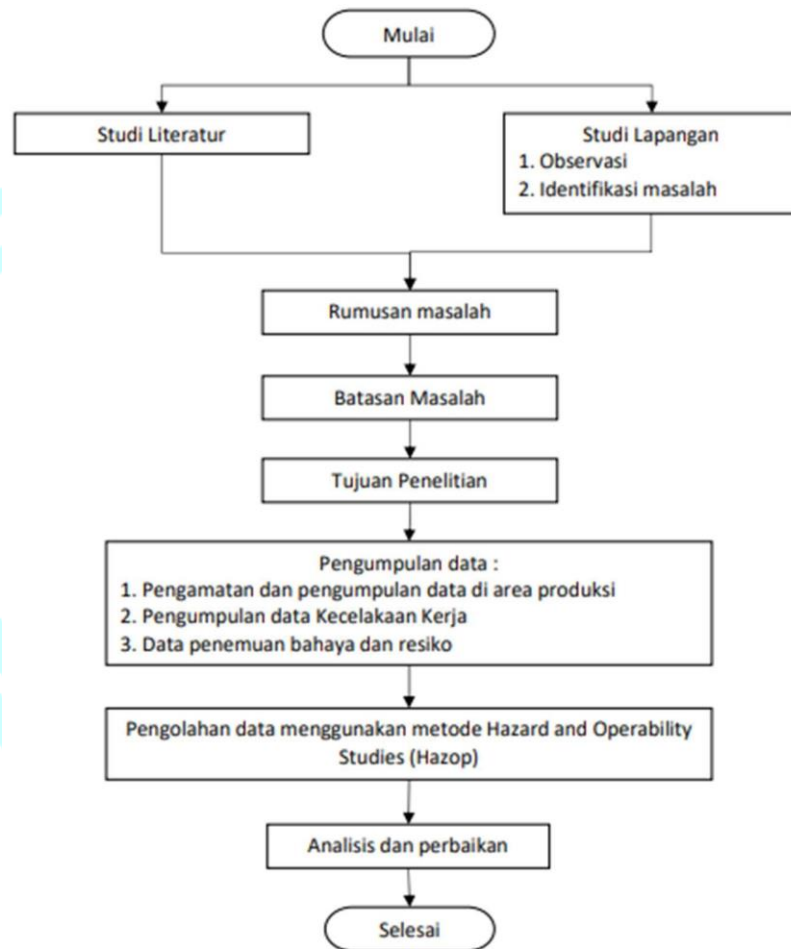 Mulai
Studi Literatur
Studi Lapangan
1. Observasi
2. Identifikasi masalah
Rumusan masalah
Batasan Masalah
Tujuan Penelitian
Pengumpulan data :
1. Pengamatan dan pengumpulan data di area produksi
2. Pengumpulan data Kecelakaan Kerja
3. Data penemuan bahaya dan resiko
Pengolahan data menggunakan metode Hazard and Operability
Studies (Hazop)
Analisis dan perbaikan
Selesai